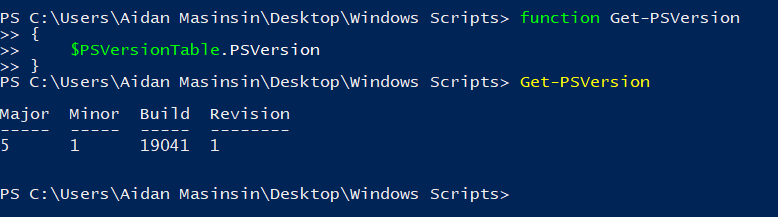 PS C:\Users\Aidan Masinsin\Desktop\Windows Scripts> function Get-PSVersion
>> {
>>     $PSVersionTable.PSVersion
>> }
PS C:\Users\Aidan Masinsin\Desktop\Windows Scripts> Get-PSVersion
Major  Minor  Build  Revision
-----  -----  -----  --------
5      1      19041  1
PS C:\Users\Aidan Masinsin\Desktop\Windows Scripts>